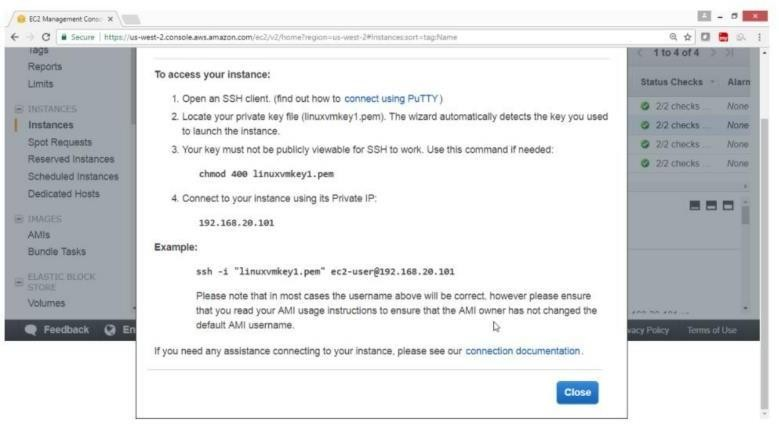 EC2 Management Conso
Secure | https://us-west-2.console.aws.amazon.com/ec2/v2/home?region=us-west-2#Instances:sort=tag:Name
Tags
Reports
Limits
INSTANCES
Instances
Spot Requests
Reserved Instances
Scheduled Instances
Dedicated Hosts
IMAGES
AMIs
Bundle Tasks
ELASTIC BLOCK
STORE
Volumes
To access your instance:
1. Open an SSH client. (find out how to connect using PuTTY)
2. Locate your private key file (linuxvmkey1.pem). The wizard automatically detects the key you used
to launch the instance.
3. Your key must not be publicly viewable for SSH to work. Use this command if needed:
chmod 400 linuxvmkey1.pem
4. Connect to your instance using its Private IP:
192.168.20.101
Example:
ssh -i "linuxvmkey1.pem" ec2-user@192.168.20.101
Please note that in most cases the username above will be correct, however please ensure
that you read your AMI usage instructions to ensure that the AMI owner has not changed the
default AMI username.
If you need any assistance connecting to your instance, please see our connection documentation.
Close
1 to 4 of 4
Status Checks Alarm
2/2 checks ... None
2/2 checks ... None
2/2 checks ... None
2/2 checks ... None
Feedback En
vacy Policy Terms of Use